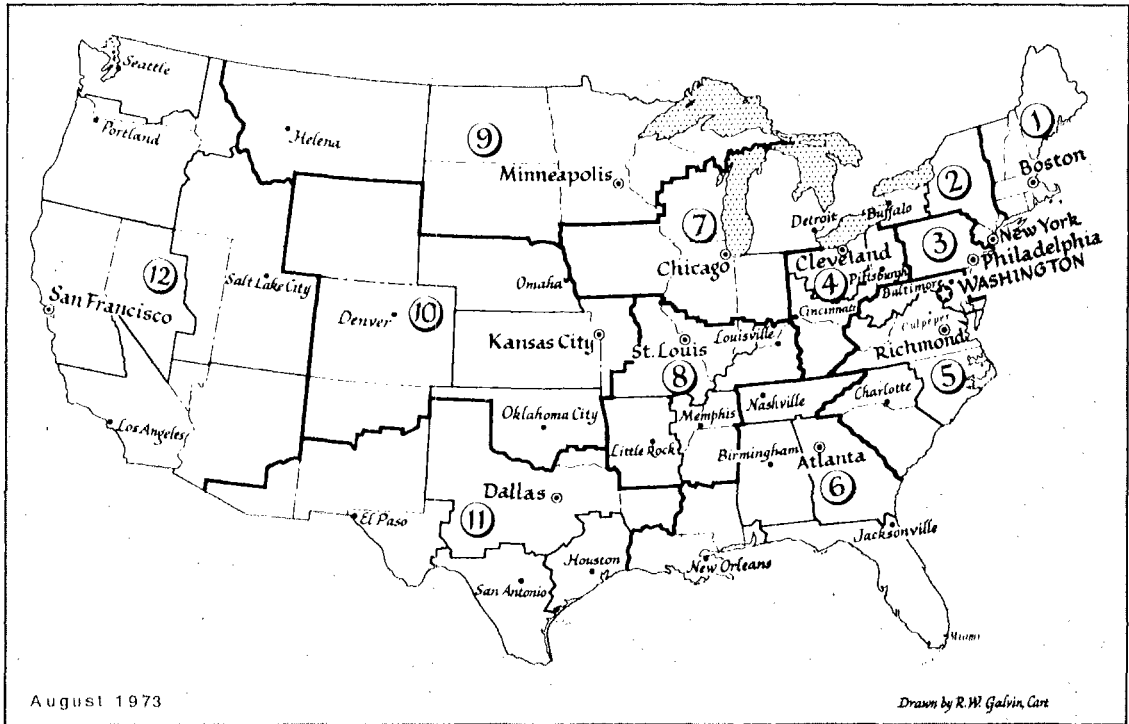 Seattle
Portland
Helena
9
Minneapolis
1
Boston
2
Detroit
Buffalo
New York
7
Chicago
Cleveland
3
Philadelphia
4
Pittsburgh
WASHINGTON
Baltimore
Cincinnati
12
Salt Lake City
Omaha
San Francisco
Denver
10
Kansas City
St. Louis
Louisville
Culpeper
Richmond
8
5
Los Angeles
Oklahoma City
Memphis
Nashville
Charlotte
Little Rock
Birmingham
Atlanta
6
Dallas
11
El Paso
Houston
New Orleans
Jacksonville
San Antonio
Miami
August 1973
Drawn by R.W. Galvin, Cart